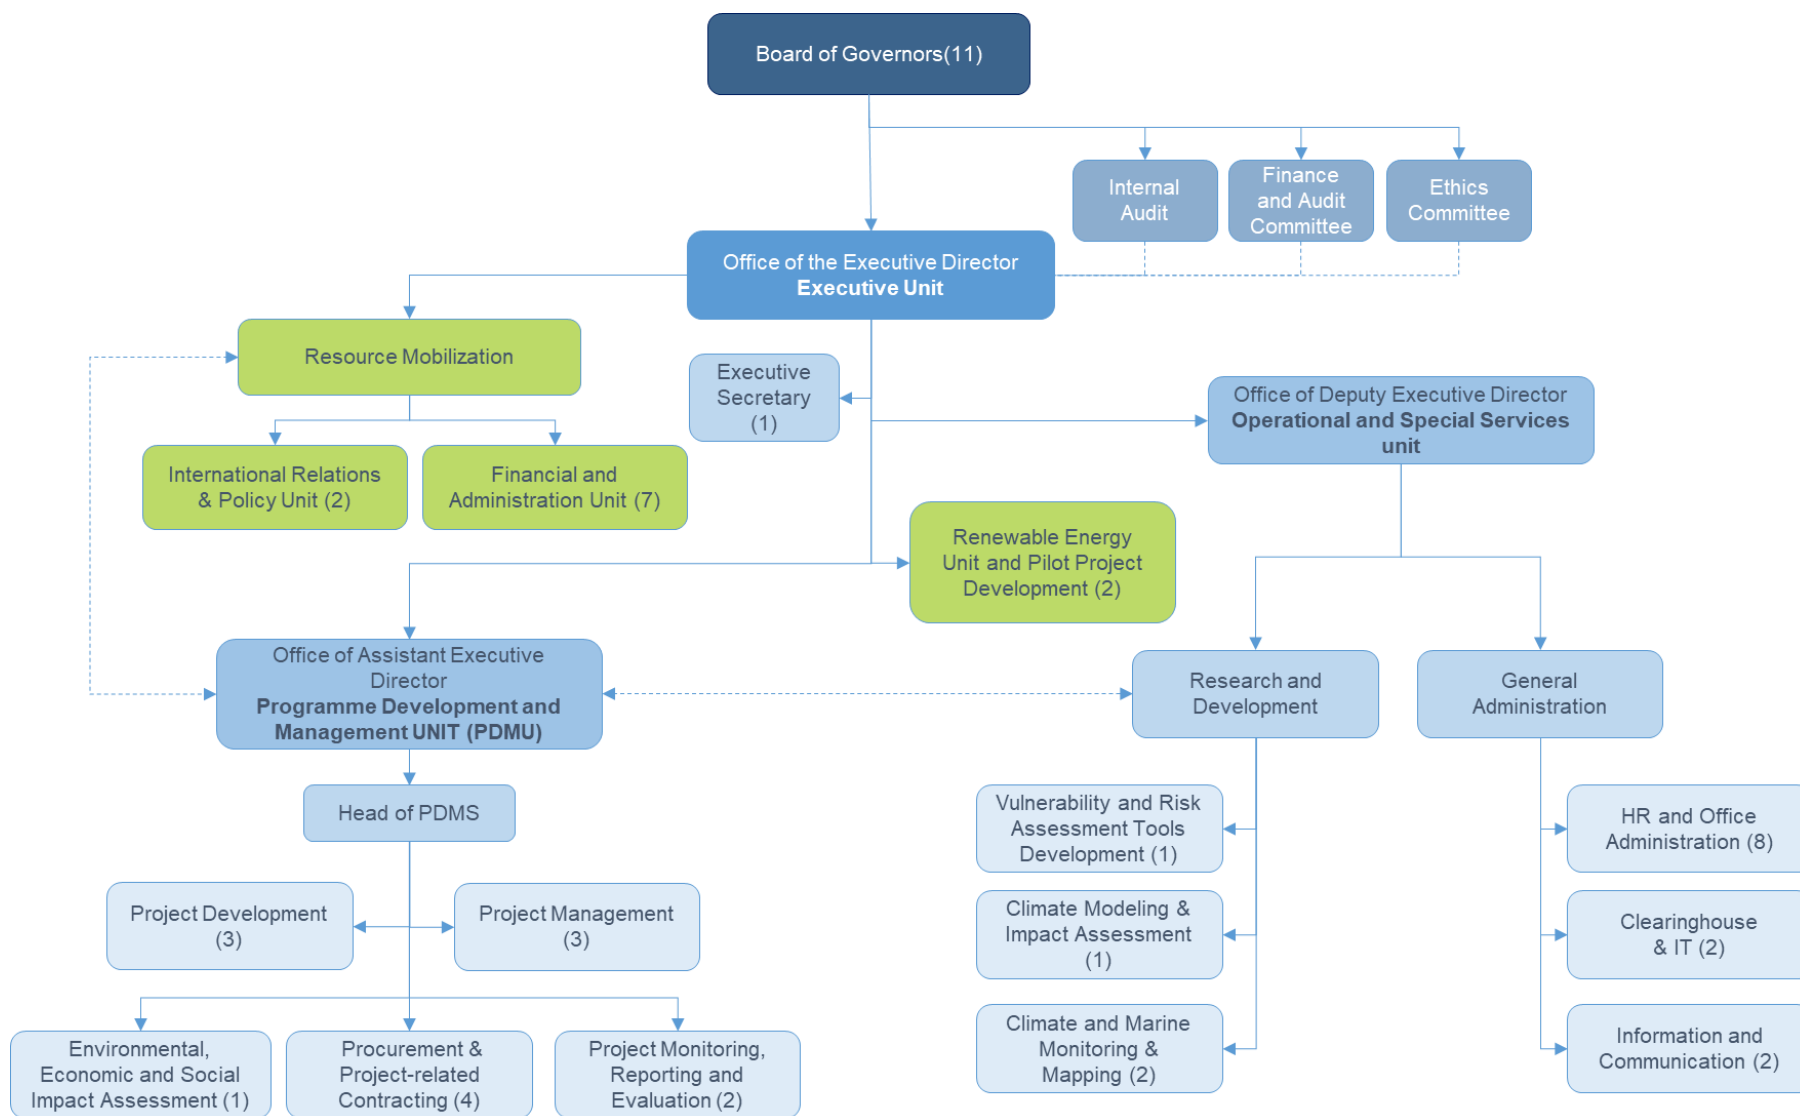 Board of Governors(11)
Internal
Audit
Finance
and Audit
Committee
Ethics
Committee
Office of the Executive Director
Executive Unit
Resource Mobilization
Executive
Secretary
(1)
Office of Deputy Executive Director
Operational and Special Services
unit
International Relations
& Policy Unit (2)
Financial and
Administration Unit (7)
Renewable Energy
Unit and Pilot Project
Development (2)
Office of Assistant Executive
Director
Programme Development and
Management UNIT (PDMU)
Research and
Development
General
Administration
Head of PDMS
Vulnerability and Risk
Assessment Tools
Development (1)
HR and Office
Administration (8)
Project Development
(3)
Project Management
(3)
Climate Modeling &
Impact Assessment
(1)
Clearinghouse
& IT (2)
Environmental,
Economic and Social
Impact Assessment (1)
Procurement &
Project-related
Contracting (4)
Project Monitoring,
Reporting and
Evaluation (2)
Climate and Marine
Monitoring &
Mapping (2)
Information and
Communication (2)